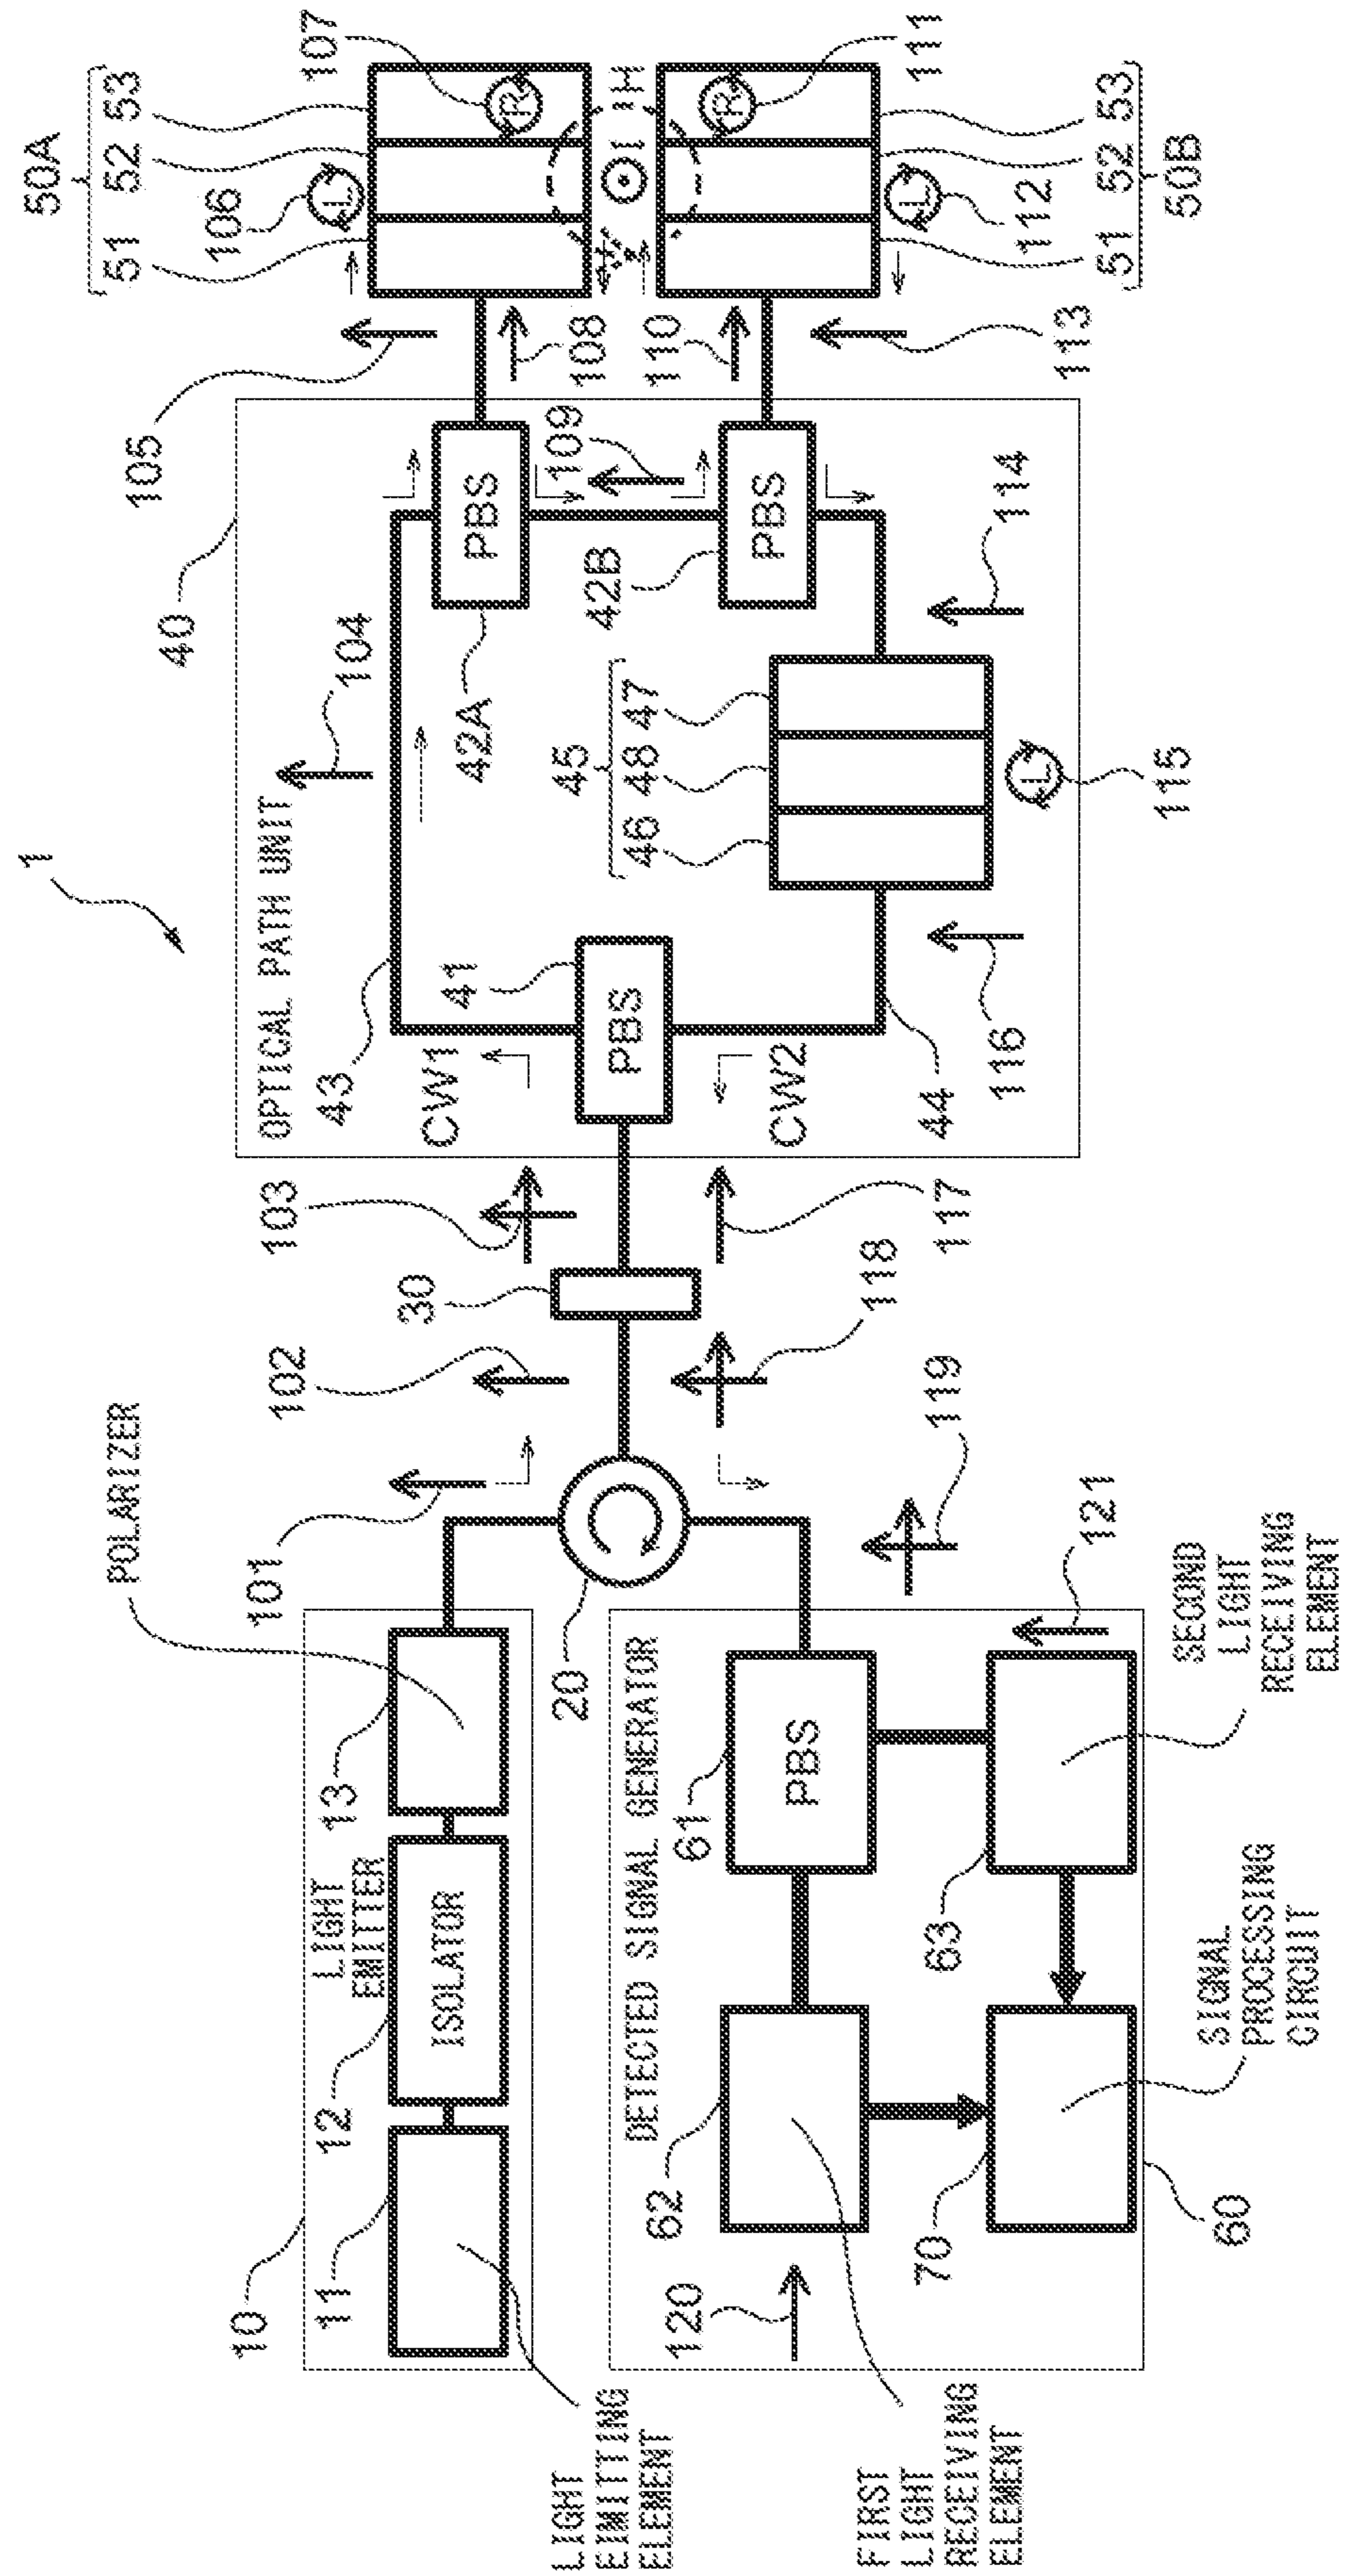 1
50A
51
52
53
106
107
105
40
104
OPTICAL PATH UNIT
43
CW1
41
PBS
PBS
42A
109
108
110
H
I
L
R
R
L
111
112
51
52
53
50B
113
PBS
42B
45
46
48
47
114
L
115
116
44
CW2
103
30
102
117
118
POLARIZER
101
20
119
10
LIGHT
EMITTER
11
12
13
ISOLATOR
LIGHT
EIMITTING
ELEMENT
DETECTED SIGNAL GENERATOR
61
PBS
62
63
70
60
120
121
FIRST
LIGHT
RECEIVING
ELEMENT
SIGNAL
PROCESSING
CIRCUIT
SECOND
LIGHT
RECEIVING
ELEMENT